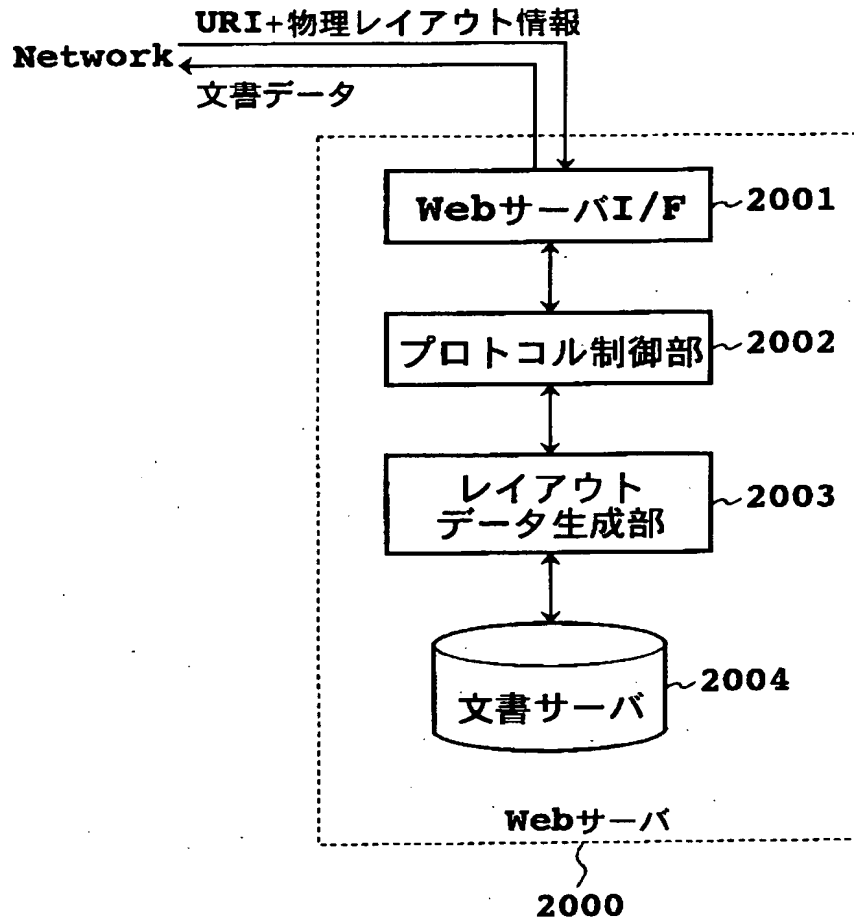 URI+物理レイアウト情報
Network
文書データ
WebサーバI/F
2001
プロトコル制御部
2002
レイアウト
データ生成部
2003
文書サーバ
2004
Webサーバ
2000